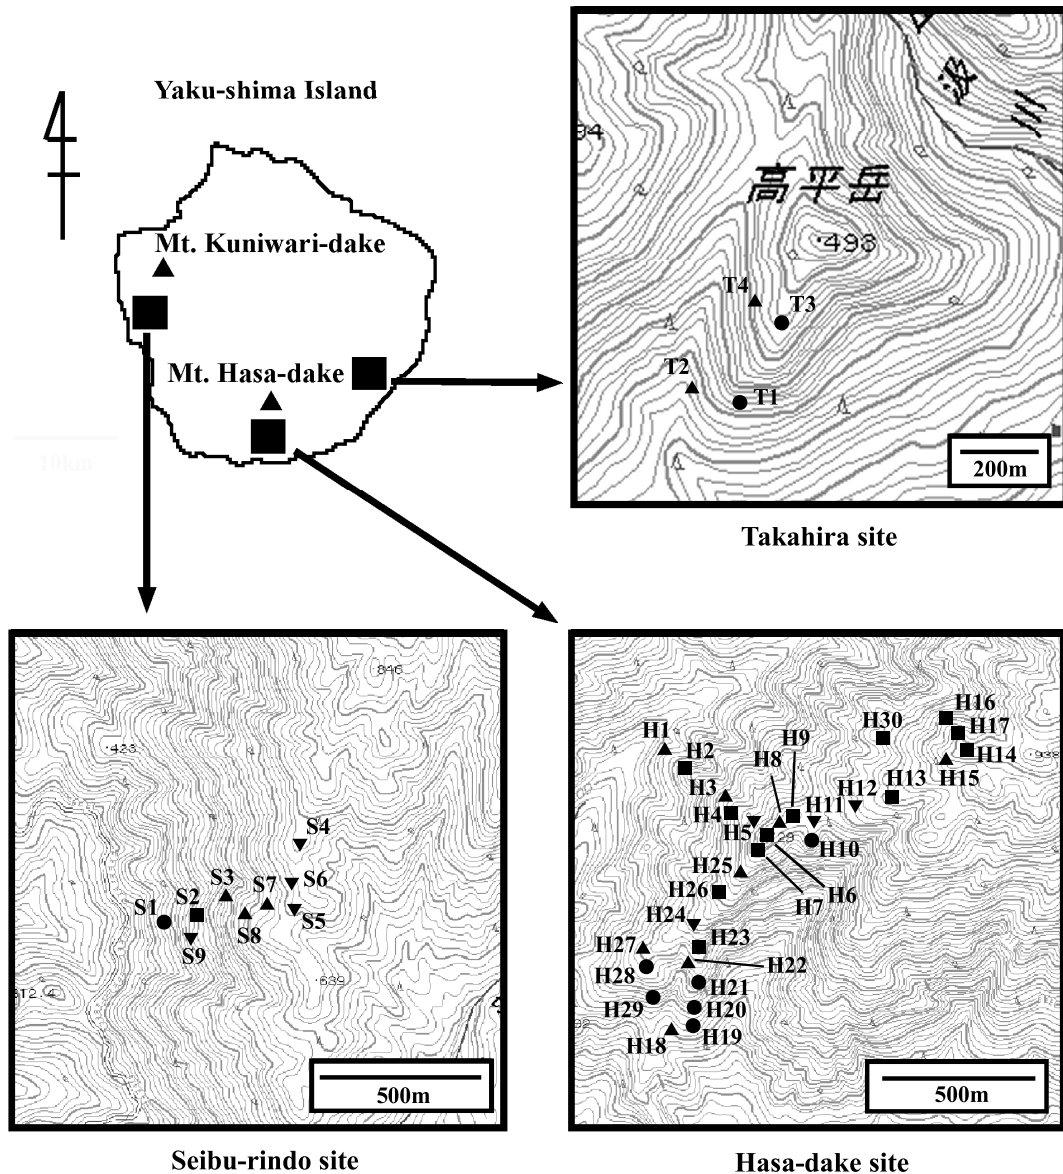 Yaku-shima Island
Mt. Kuniwari-dake
Mt. Hasa-dake
10km
高平岳
493
T4
T3
T2
T1
200m
Takahira site
846
423
S4
S3
S7
S6
S1
S2
S5
S8
S9
639
500m
Seibu-rindo site
H16
H30
H17
H1
H9
H2
H8
H14
H15
H3
H12
H13
H4
H11
H5
H10
H25
H6
H26
H7
H24
H23
H27
H22
H28
H21
H29
H20
H19
H18
500m
Hasa-dake site